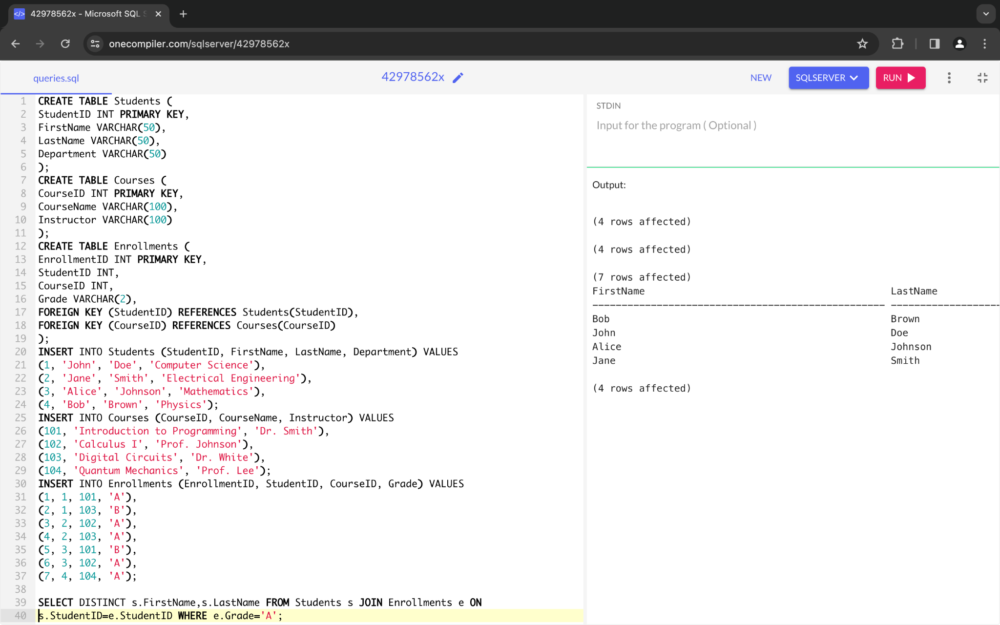 42978562x - Microsoft SQL S
onecompiler.com/sqlserver/42978562x
queries.sql
42978562x
NEW
SQLSERVER
RUN
1 CREATE TABLE Students (
2 StudentID INT PRIMARY KEY,
3 FirstName VARCHAR(50),
4 LastName VARCHAR(50),
5 Department VARCHAR(50)
6 );
7 CREATE TABLE Courses (
8 CourseID INT PRIMARY KEY,
9 CourseName VARCHAR(100),
10 Instructor VARCHAR(100)
11 );
12 CREATE TABLE Enrollments (
13 EnrollmentID INT PRIMARY KEY,
14 StudentID INT,
15 CourseID INT,
16 Grade VARCHAR(2),
17 FOREIGN KEY (StudentID) REFERENCES Students(StudentID),
18 FOREIGN KEY (CourseID) REFERENCES Courses(CourseID)
19 );
20 INSERT INTO Students (StudentID, FirstName, LastName, Department) VALUES
21 (1, 'John', 'Doe', 'Computer Science'),
22 (2, 'Jane', 'Smith', 'Electrical Engineering'),
23 (3, 'Alice', 'Johnson', 'Mathematics'),
24 (4, 'Bob', 'Brown', 'Physics');
25 INSERT INTO Courses (CourseID, CourseName, Instructor) VALUES
26 (101, 'Introduction to Programming', 'Dr. Smith'),
27 (102, 'Calculus I', 'Prof. Johnson'),
28 (103, 'Digital Circuits', 'Dr. White'),
29 (104, 'Quantum Mechanics', 'Prof. Lee');
30 INSERT INTO Enrollments (EnrollmentID, StudentID, CourseID, Grade) VALUES
31 (1, 1, 101, 'A'),
32 (2, 1, 103, 'B'),
33 (3, 2, 102, 'A'),
34 (4, 2, 103, 'A'),
35 (5, 3, 101, 'B'),
36 (6, 3, 102, 'A'),
37 (7, 4, 104, 'A');
38
39 SELECT DISTINCT s.FirstName,s.LastName FROM Students s JOIN Enrollments e ON
40 s.StudentID=e.StudentID WHERE e.Grade='A';
STDIN
Input for the program ( Optional )
Output:
(4 rows affected)
(4 rows affected)
(7 rows affected)
FirstName LastName
-------------------------------------------------- -------------------
Bob Brown
John Doe
Alice Johnson
Jane Smith
(4 rows affected)